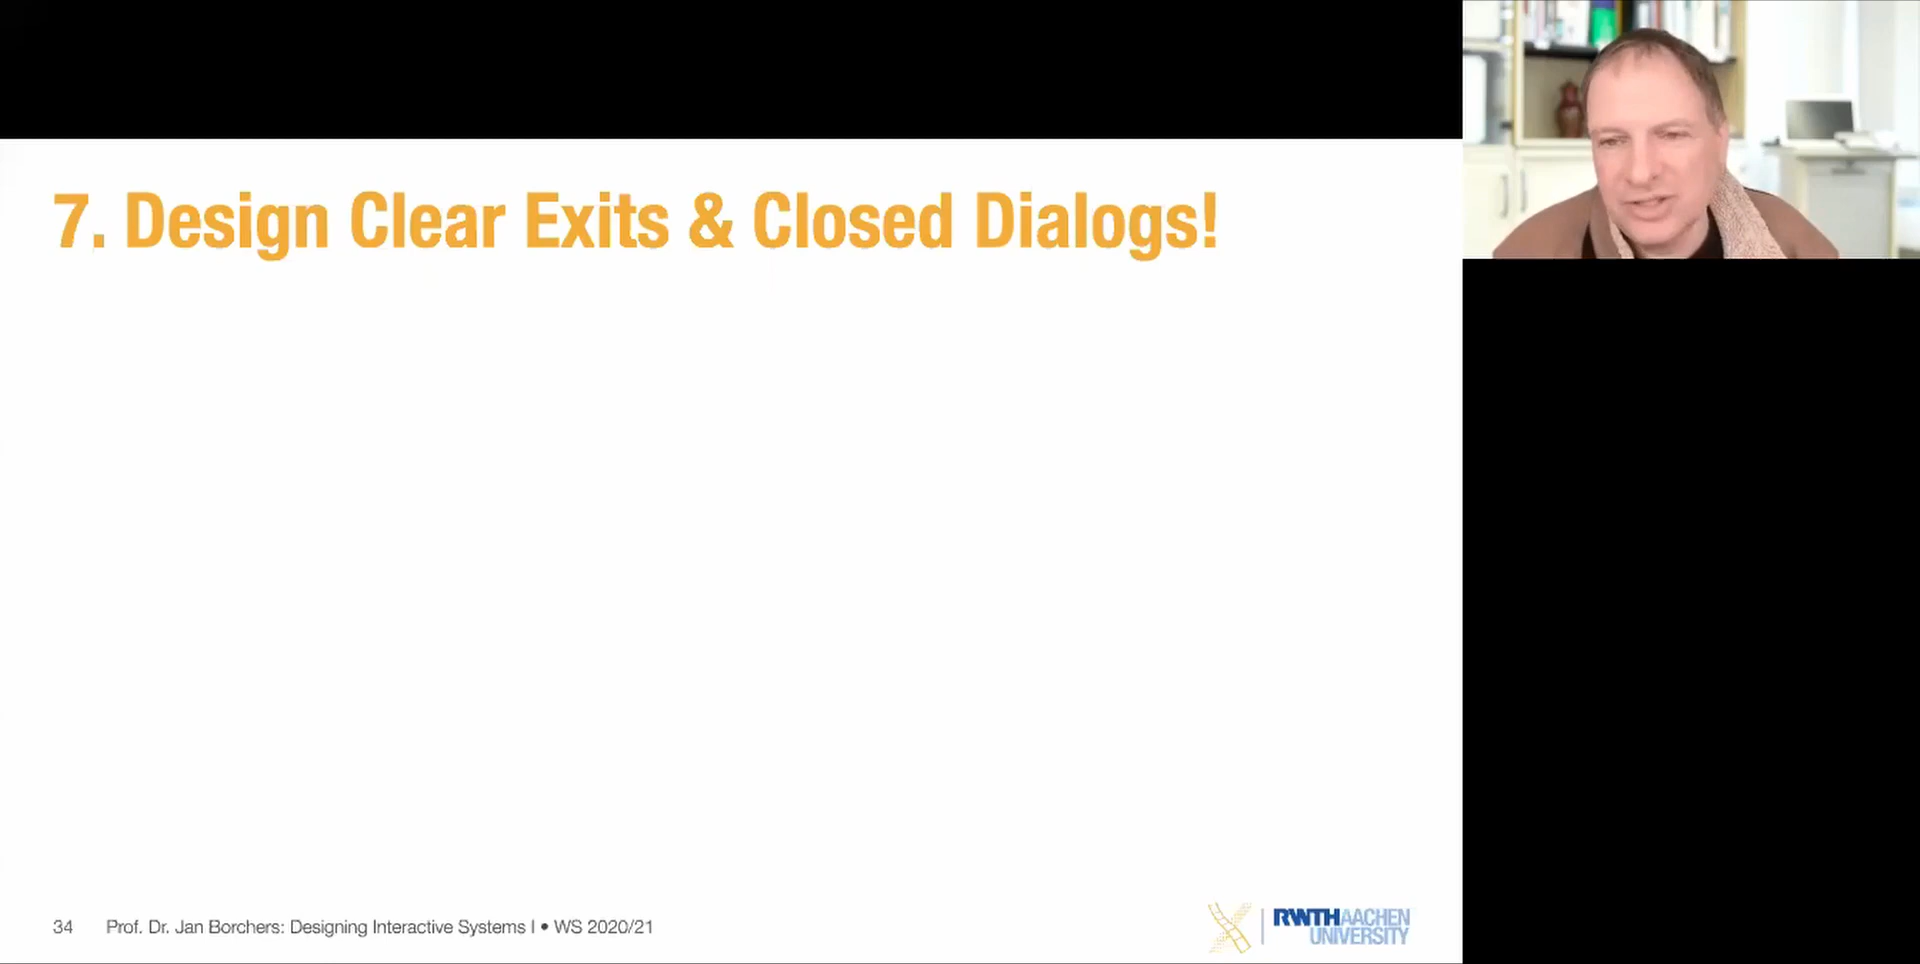 7. Design Clear Exits & Closed Dialogs!
34 Prof. Dr. Jan Borchers: Designing Interactive Systems I • WS 2020/21
RWTHAACHEN
UNIVERSITY